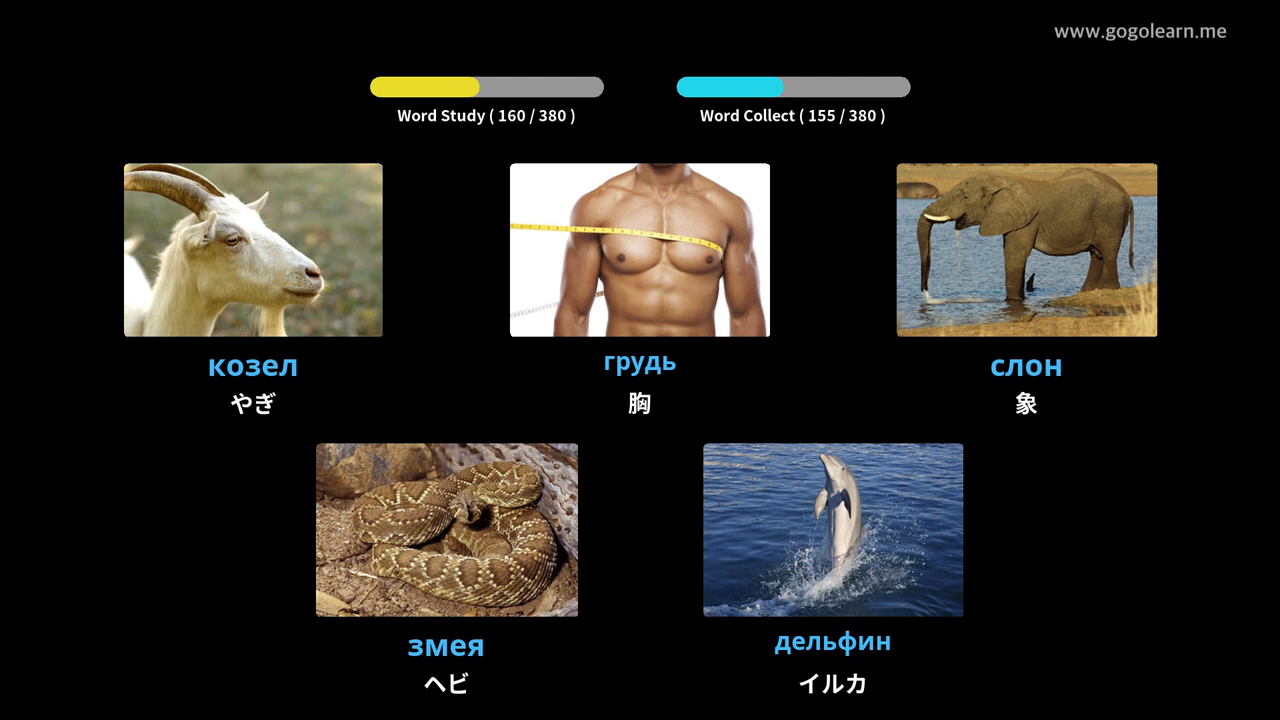 www.gogolearn.me
Word Study ( 160 / 380 )
Word Collect ( 155 / 380 )
козел
やぎ
грудь
胸
слон
象
змея
ヘビ
дельфин
イルカ